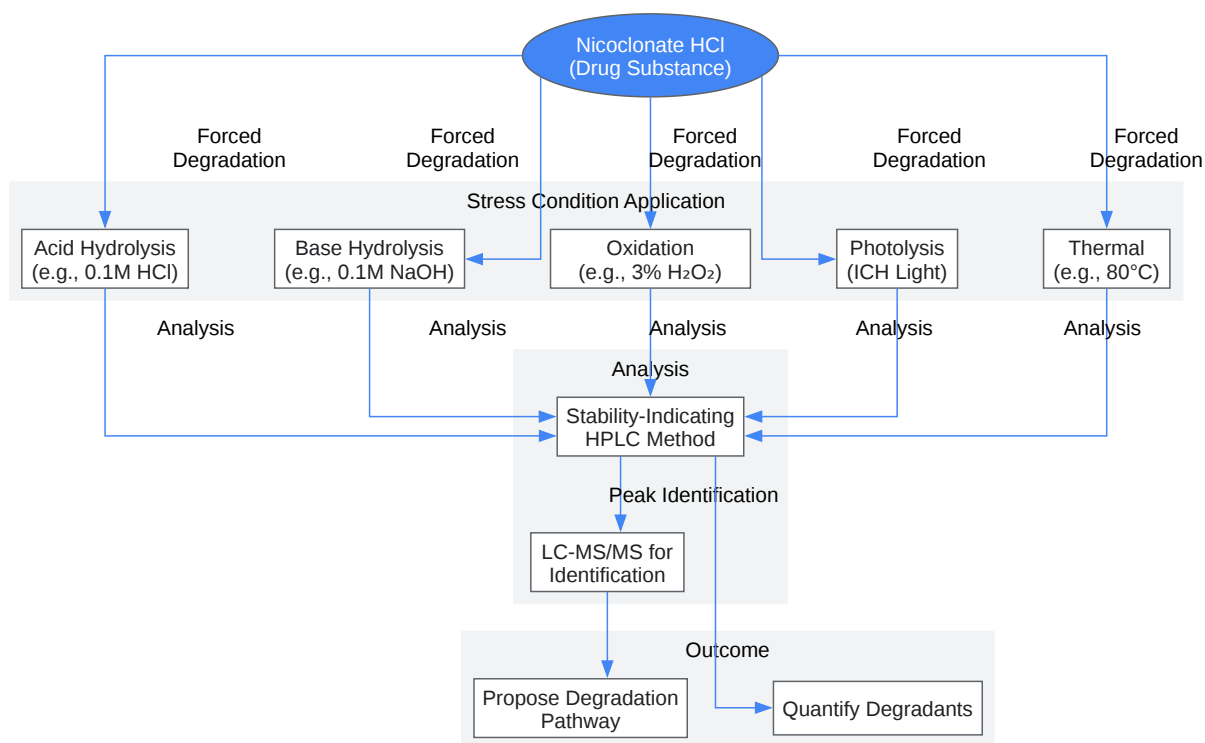 Nicoclonate HCl
(Drug Substance)
Forced
Degradation
Forced
Degradation
Forced
Degradation
Forced
Degradation
Forced
Degradation
Stress Condition Application
Acid Hydrolysis
(e.g., 0.1M HCl)
Base Hydrolysis
(e.g., 0.1M NaOH)
Oxidation
(e.g., 3% H₂O₂)
Photolysis
(ICH Light)
Thermal
(e.g., 80°C)
Analysis
Analysis
Analysis
Analysis
Analysis
Analysis
Stability-Indicating
HPLC Method
Peak Identification
LC-MS/MS for
Identification
Outcome
Propose Degradation
Pathway
Quantify Degradants